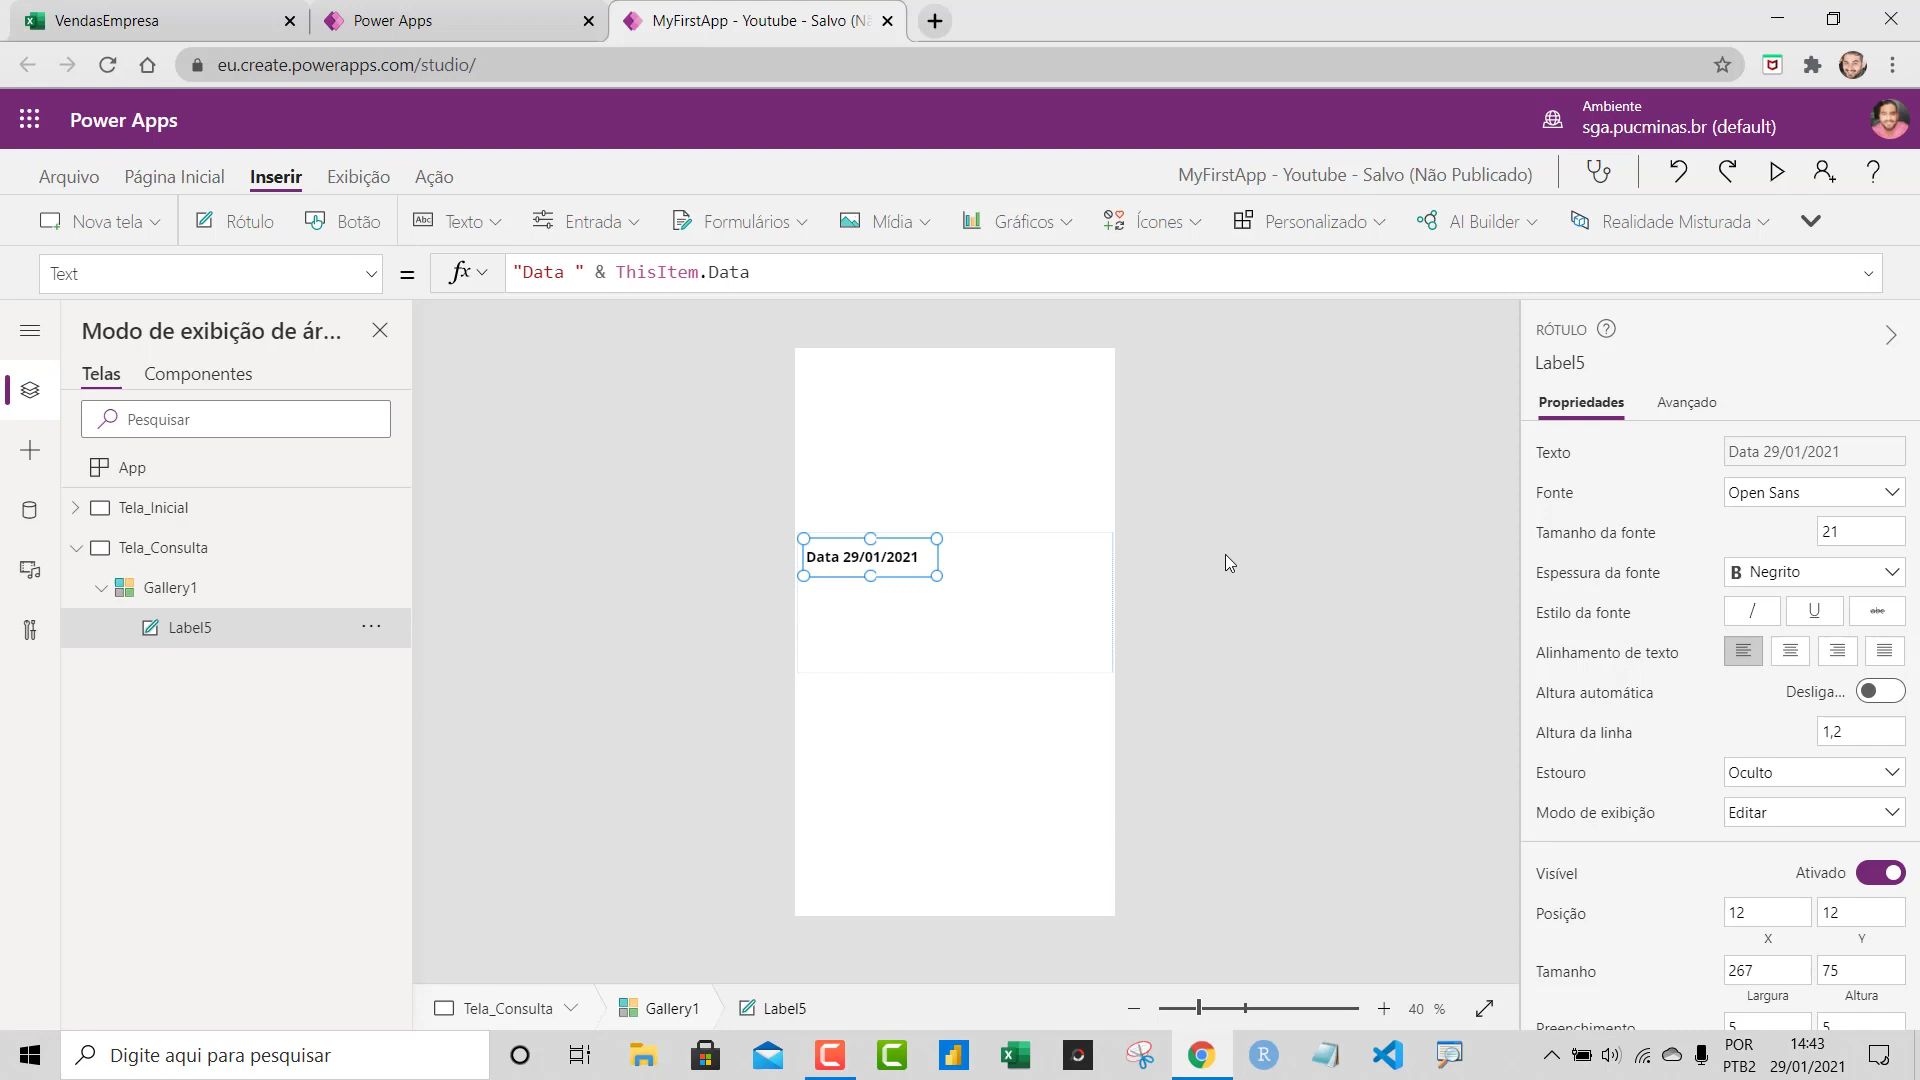 VendasEmpresa
Power Apps
MyFirstApp - Youtube - Salvo (Nã
eu.create.powerapps.com/studio/
Power Apps
Ambiente
sga.pucminas.br (default)
Arquivo
Página Inicial
Inserir
Exibição
Ação
MyFirstApp - Youtube - Salvo (Não Publicado)
Nova tela
Rótulo
Botão
Abc
Texto
Entrada
Formulários
Mídia
Gráficos
Ícones
Personalizado
AI Builder
Realidade Misturada
Text
=
fx
"Data " & ThisItem.Data
Modo de exibição de ár...
Telas
Componentes
Pesquisar
App
Tela_Inicial
Tela_Consulta
Gallery1
Label5
...
Data 29/01/2021
RÓTULO
Label5
Propriedades
Avançado
Texto
Data 29/01/2021
Fonte
Open Sans
Tamanho da fonte
21
Espessura da fonte
B Negrito
Estilo da fonte
/
U
abc
Alinhamento de texto
Altura automática
Desliga...
Altura da linha
1,2
Estouro
Oculto
Modo de exibição
Editar
Visível
Ativado
Posição
12
12
X
Y
Tamanho
267
75
Largura
Altura
Preenchimento
5
5
Tela_Consulta
Gallery1
Label5
40 %
Digite aqui para pesquisar
POR
PTB2
14:43
29/01/2021